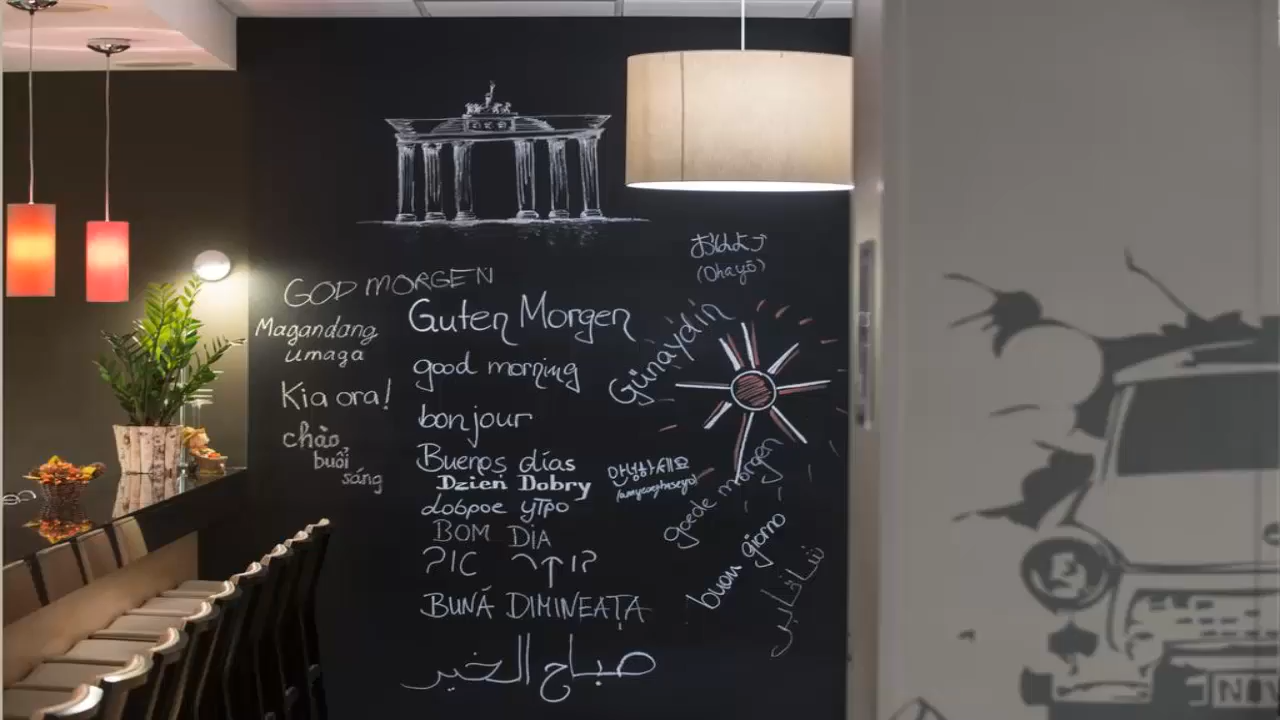 GOD MORGEN
Magandang
umaga
Kia ora!
chào
buổi
sáng
Guten Morgen
good morning
bonjour
Buenos días
Dzień Dobry
доброе утро
BOM DIA
BUNĂ DIMINEAȚA
صباح الخير
おはよう
(Ohayō)
Günaydin
안녕하세요
(annyeonghaseyo)
goede morgen
buon giorno